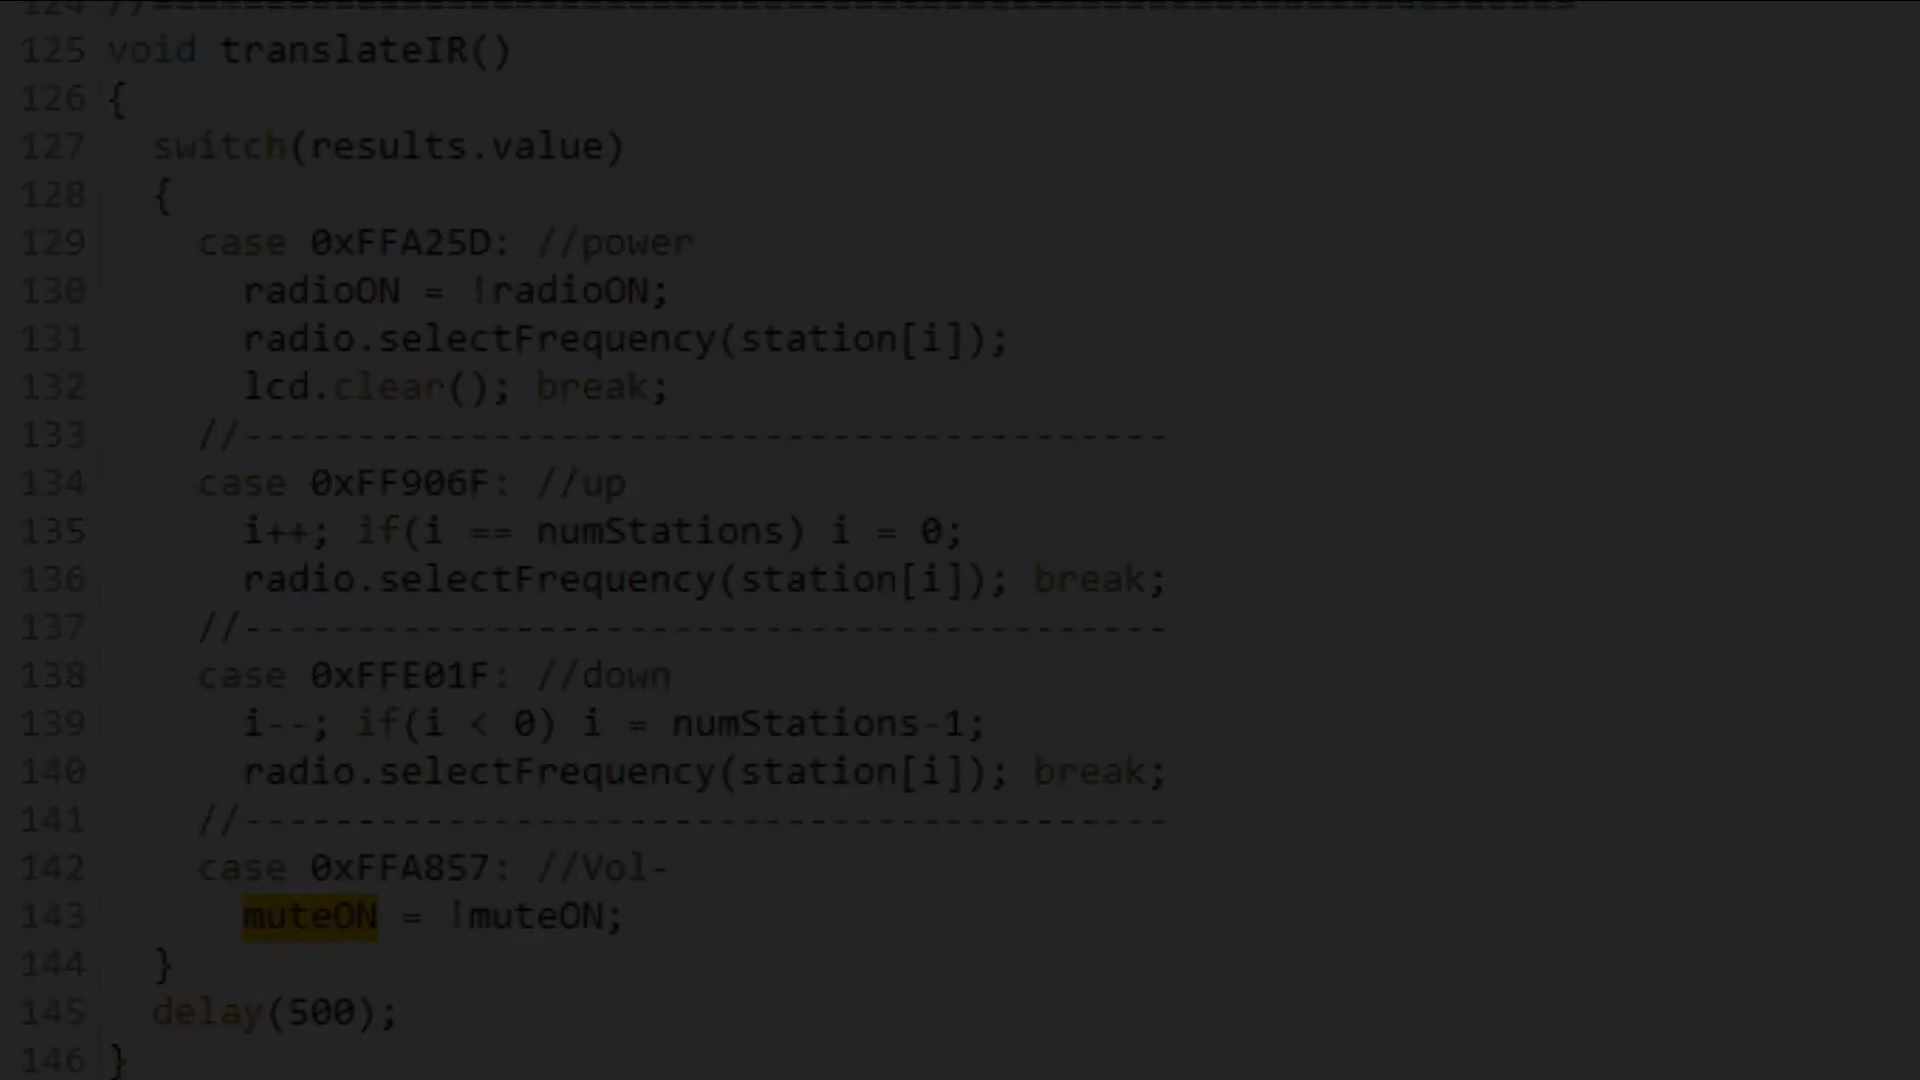 124 //===============================================================
125 void translateIR()
126 {
127 switch(results.value)
128 {
129 case 0xFFA25D: //power
130 radioON = !radioON;
131 radio.selectFrequency(station[i]);
132 lcd.clear(); break;
133 //-----------------------------------------
134 case 0xFF906F: //up
135 i++; if(i == numStations) i = 0;
136 radio.selectFrequency(station[i]); break;
137 //-----------------------------------------
138 case 0xFFE01F: //down
139 i--; if(i < 0) i = numStations-1;
140 radio.selectFrequency(station[i]); break;
141 //-----------------------------------------
142 case 0xFFA857: //Vol-
143 muteON = !muteON;
144 }
145 delay(500);
146 }